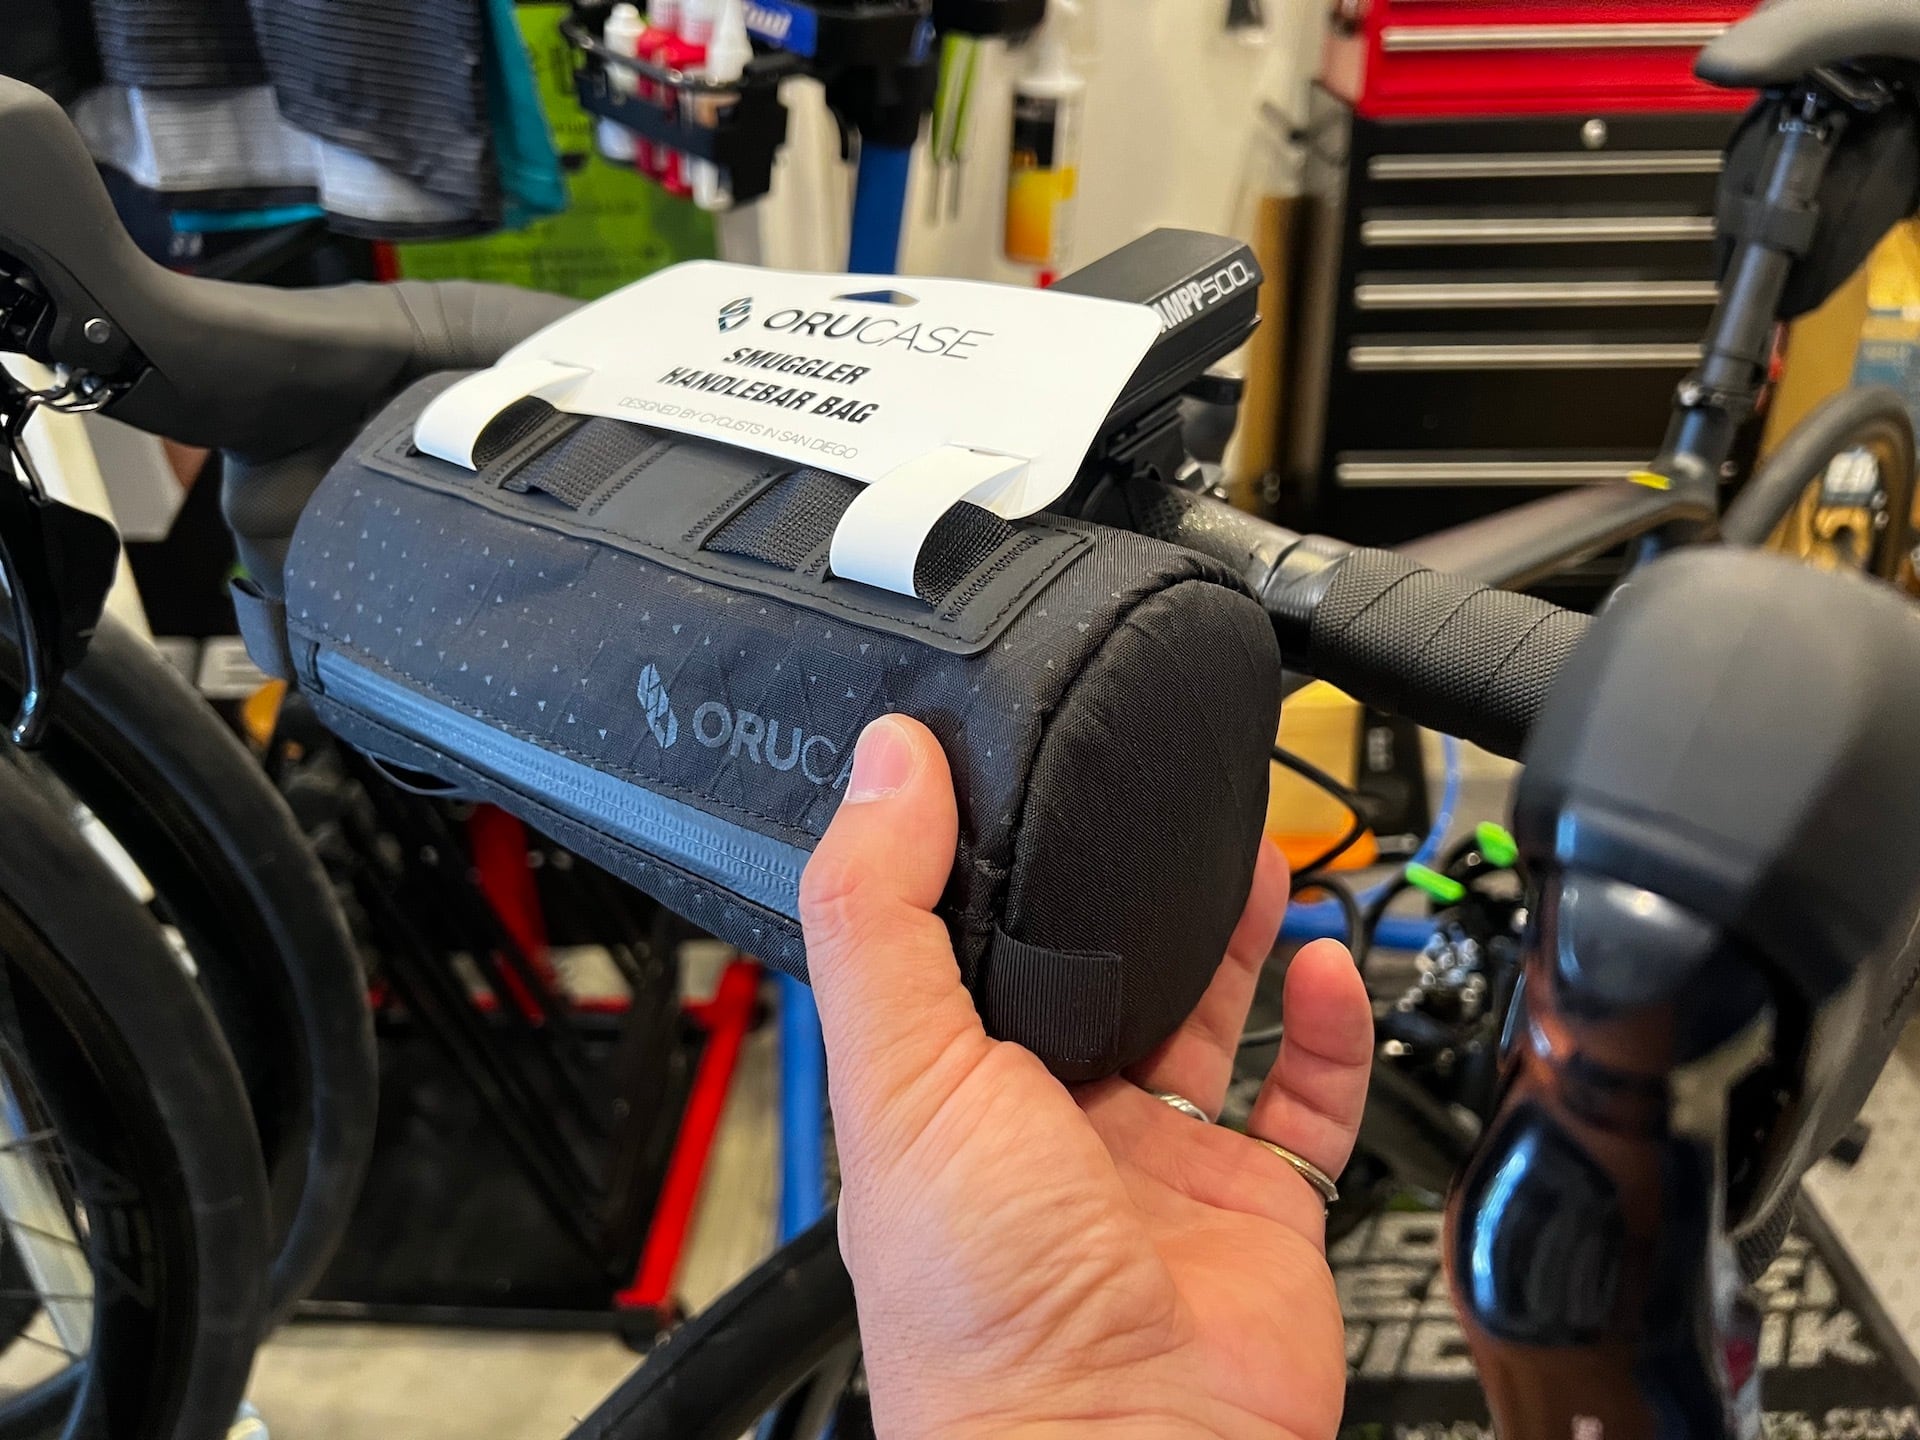 ORUCASE
SMUGGLER
HANDLEBAR BAG
DESIGNED BY CYCLISTS IN SAN DIEGO
AMPP500
ORUCA